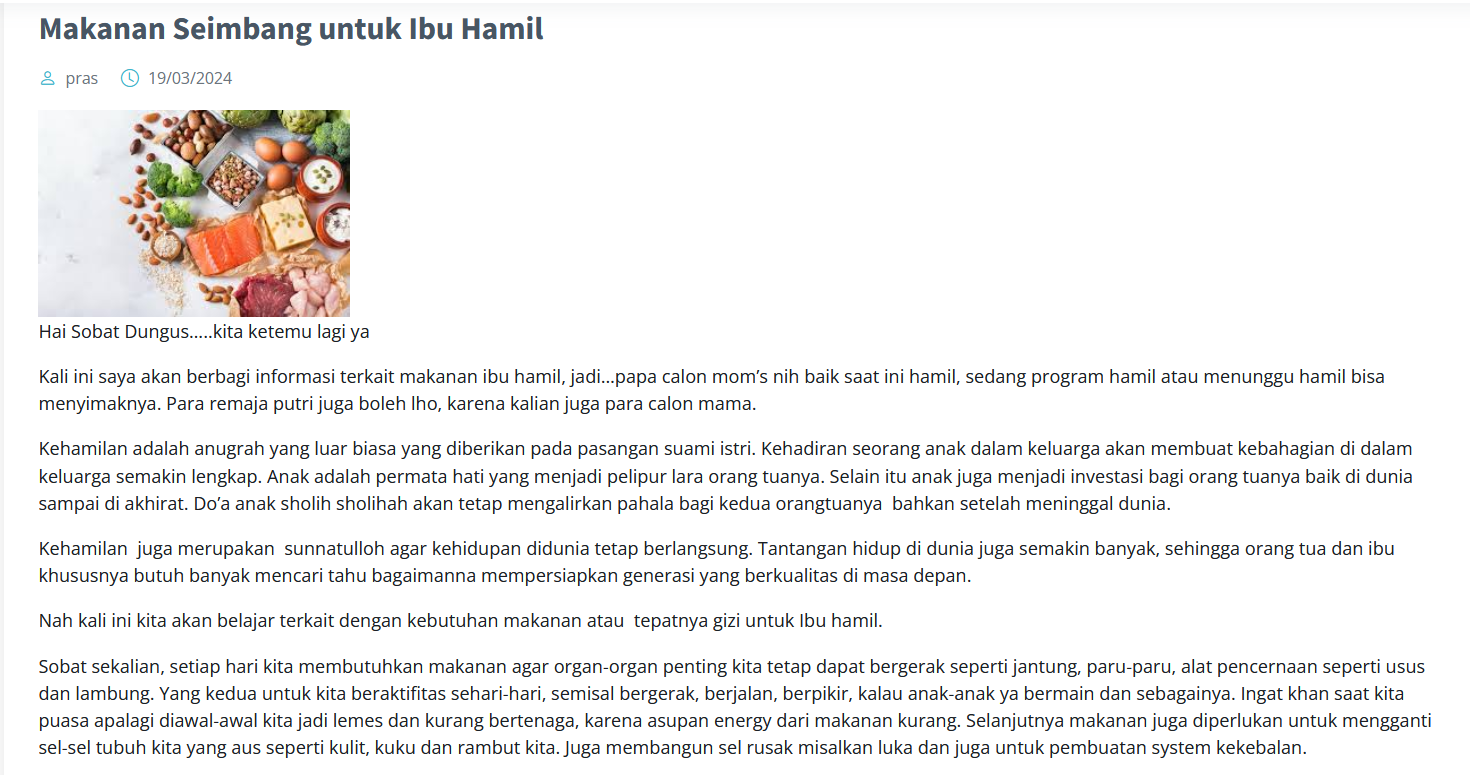 Makanan Seimbang untuk Ibu Hamil
pras 19/03/2024
Hai Sobat Dungus.....kita ketemu lagi ya
Kali ini saya akan berbagi informasi terkait makanan ibu hamil, jadi...papa calon mom’s nih baik saat ini hamil, sedang program hamil atau menunggu hamil bisa
menyimaknya. Para remaja putri juga boleh lho, karena kalian juga para calon mama.
Kehamilan adalah anugrah yang luar biasa yang diberikan pada pasangan suami istri. Kehadiran seorang anak dalam keluarga akan membuat kebahagian di dalam
keluarga semakin lengkap. Anak adalah permata hati yang menjadi pelipur lara orang tuanya. Selain itu anak juga menjadi investasi bagi orang tuanya baik di dunia
sampai di akhirat. Do’a anak sholih sholihah akan tetap mengalirkan pahala bagi kedua orangtuanya  bahkan setelah meninggal dunia.
Kehamilan  juga merupakan  sunnatulloh agar kehidupan didunia tetap berlangsung. Tantangan hidup di dunia juga semakin banyak, sehingga orang tua dan ibu
khususnya butuh banyak mencari tahu bagaimanna mempersiapkan generasi yang berkualitas di masa depan.
Nah kali ini kita akan belajar terkait dengan kebutuhan makanan atau  tepatnya gizi untuk Ibu hamil.
Sobat sekalian, setiap hari kita membutuhkan makanan agar organ-organ penting kita tetap dapat bergerak seperti jantung, paru-paru, alat pencernaan seperti usus
dan lambung. Yang kedua untuk kita beraktifitas sehari-hari, semisal bergerak, berjalan, berpikir, kalau anak-anak ya bermain dan sebagainya. Ingat khan saat kita
puasa apalagi diawal-awal kita jadi lemes dan kurang bertenaga, karena asupan energy dari makanan kurang. Selanjutnya makanan juga diperlukan untuk mengganti
sel-sel tubuh kita yang aus seperti kulit, kuku dan rambut kita. Juga membangun sel rusak misalkan luka dan juga untuk pembuatan system kekebalan.